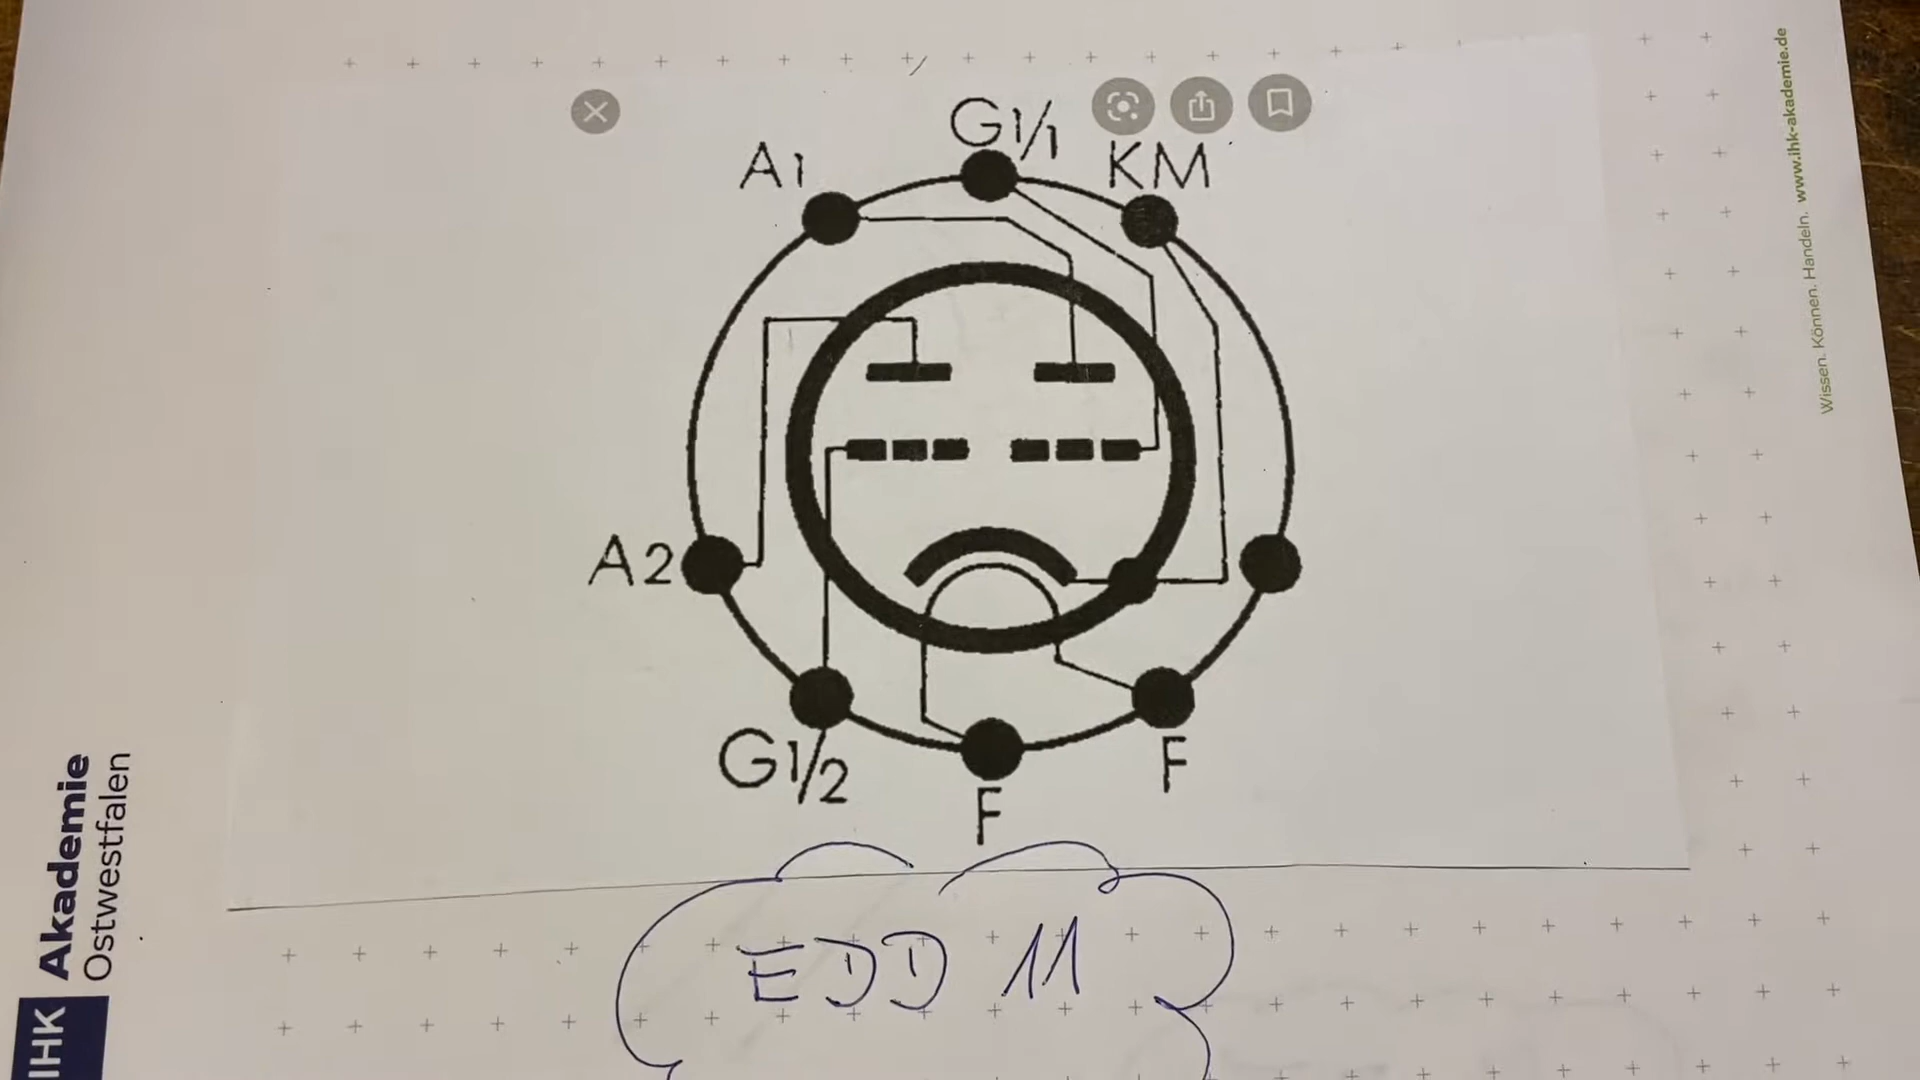 G1/1
A1
KM
A2
G1/2
F
F
EDD 11
IHK Akademie
Ostwestfalen
Wissen. Können. Handeln. www.ihk-akademie.de